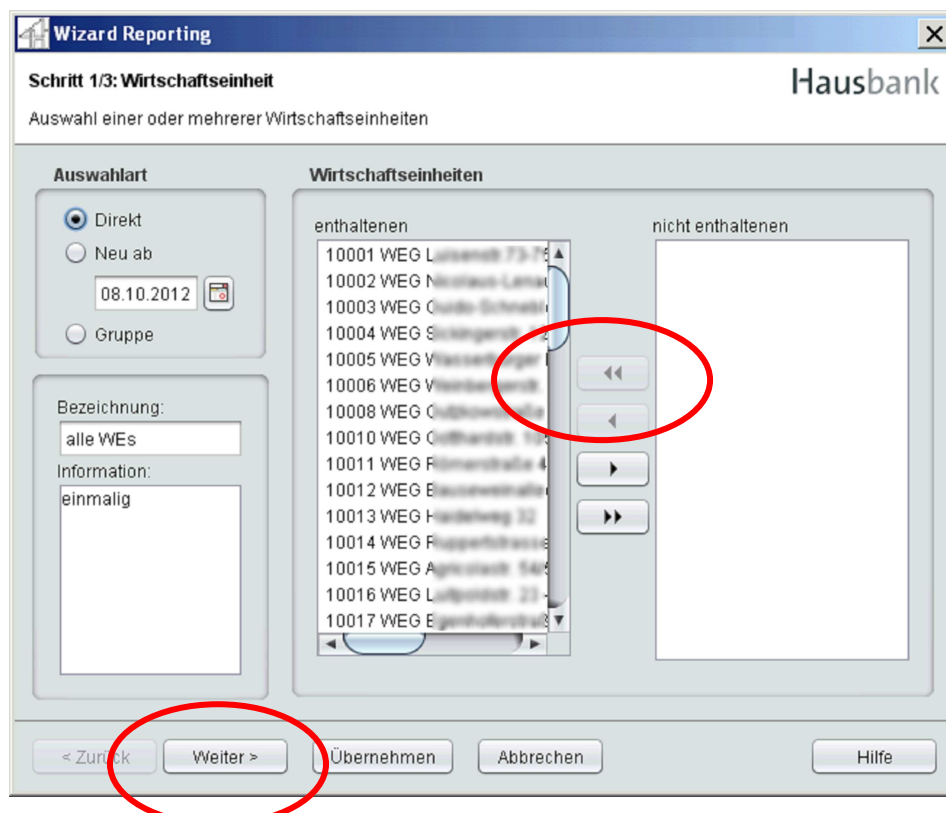 Wizard Reporting
Schritt 1/3: Wirtschaftseinheit
Hausbank
Auswahl einer oder mehrerer Wirtschaftseinheiten
Auswahlart
Direkt
Neu ab
08.10.2012
Gruppe
Bezeichnung:
alle WEs
Information:
einmalig
Wirtschaftseinheiten
enthaltenen
10001 WEG
10002 WEG
10003 WEG
10004 WEG
10005 WEG
10006 WEG
10008 WEG
10010 WEG
10011 WEG
10012 WEG
10013 WEG
10014 WEG
10015 WEG
10016 WEG
10017 WEG
nicht enthaltenen
< Zurück
Weiter >
Übernehmen
Abbrechen
Hilfe